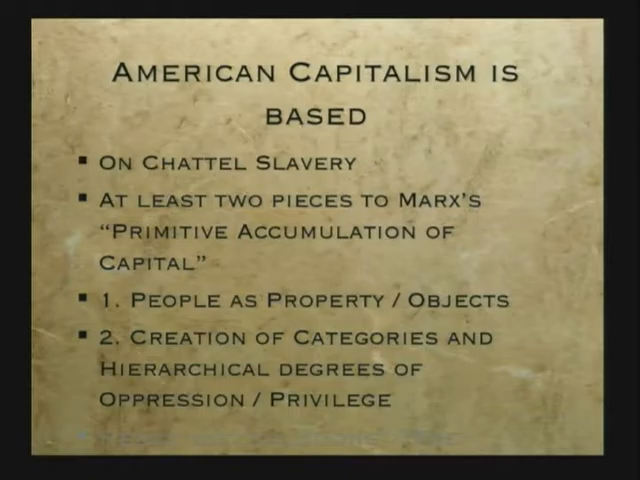 AMERICAN CAPITALISM IS
BASED
▪ ON CHATTEL SLAVERY
▪ AT LEAST TWO PIECES TO MARX'S
“PRIMITIVE ACCUMULATION OF
CAPITAL”
▪ 1. PEOPLE AS PROPERTY / OBJECTS
▪ 2. CREATION OF CATEGORIES AND
HIERARCHICAL DEGREES OF
OPPRESSION / PRIVILEGE